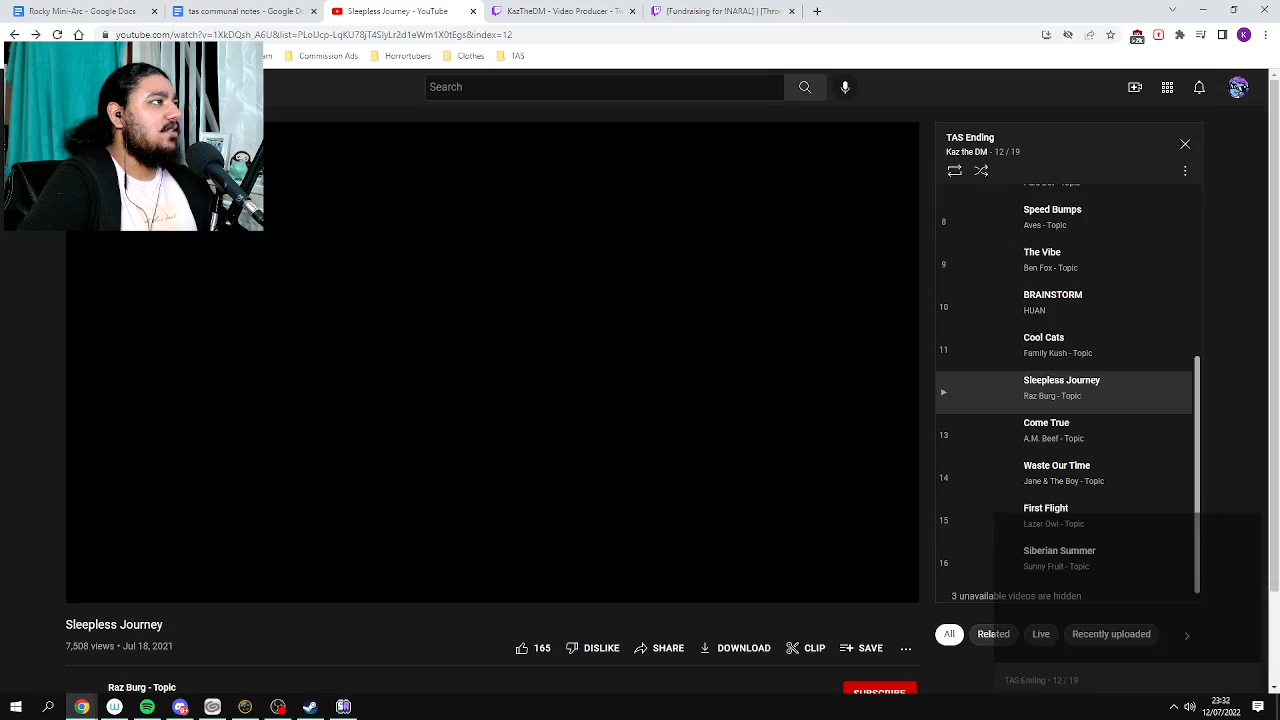 Rocky Mini-Arc - Google Docs
tas communal notes - Google Do
Sleepless Journey - YouTube
KazTheDM - Video Producer - Tw
[Fundraising for !NARAL] | [Thro
youtube.com/watch?v=1XkDQsh_A6U&list=PLoUcp-LqKU78jT4SlyLr2d1eWm1X0tEgs&index=12
Commission Ads
Horrortubers
Clothes
TAS
Search
TAS Ending
Kaz the DM - 12 / 19
8
Speed Bumps
Aves - Topic
9
The Vibe
Ben Fox - Topic
10
BRAINSTORM
HUAN
11
Cool Cats
Family Kush - Topic
Sleepless Journey
Raz Burg - Topic
13
Come True
A.M. Beef - Topic
14
Waste Our Time
Jane & The Boy - Topic
15
First Flight
Lazer Owl - Topic
16
Siberian Summer
Sunny Fruit - Topic
3 unavailable videos are hidden
Sleepless Journey
7,508 views • Jul 18, 2021
165
DISLIKE
SHARE
DOWNLOAD
CLIP
SAVE
All
Related
Live
Recently uploaded
TAS Ending • 12 / 19
Raz Burg - Topic
SUBSCRIBE
23:32
12/07/2022